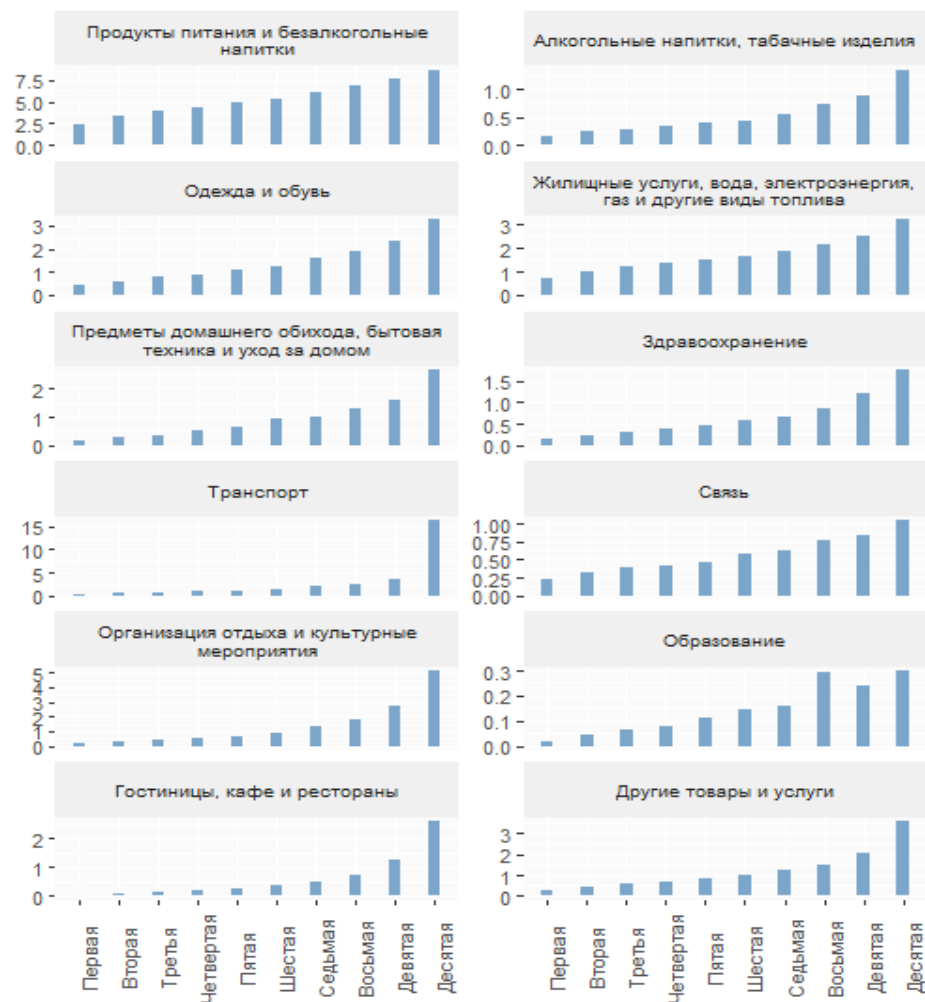 Продукты питания и безалкогольные
напитки
7.5
5.0
2.5
0.0
Алкогольные напитки, табачные изделия
1.0
0.5
0.0
Одежда и обувь
3
2
1
0
Жилищные услуги, вода, электроэнергия,
газ и другие виды топлива
3
2
1
0
Предметы домашнего обихода, бытовая
техника и уход за домом
2
1
0
Здравоохранение
1.5
1.0
0.5
0.0
Транспорт
15
10
5
0
Связь
1.00
0.75
0.50
0.25
0.00
Организация отдыха и культурные
мероприятия
5
4
3
2
1
0
Образование
0.3
0.2
0.1
0.0
Гостиницы, кафе и рестораны
2
1
0
Другие товары и услуги
3
2
1
0
Первая
Вторая
Третья
Четвертая
Пятая
Шестая
Седьмая
Восьмая
Девятая
Десятая
Первая
Вторая
Третья
Четвертая
Пятая
Шестая
Седьмая
Восьмая
Девятая
Десятая